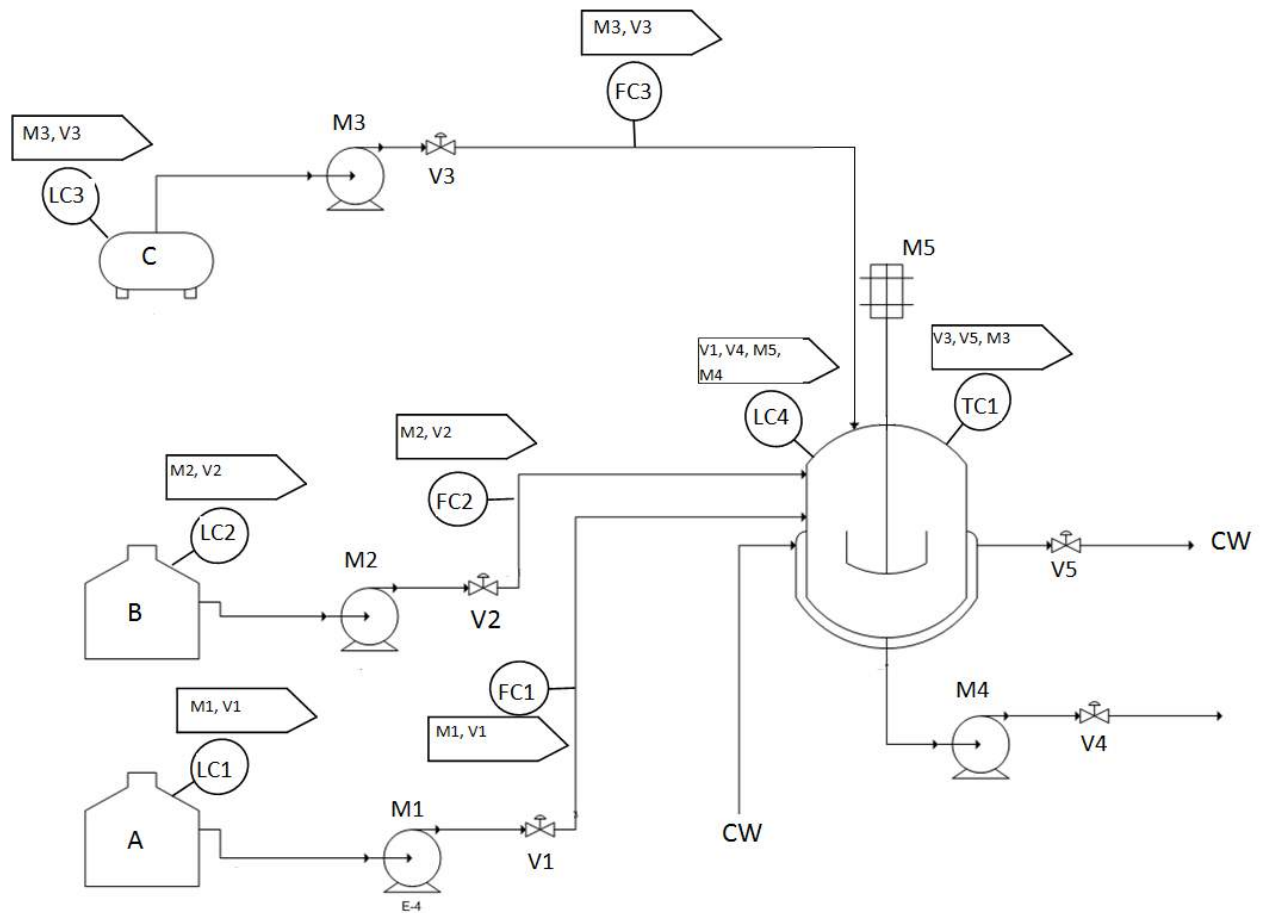 M3, V3
FC3
M3, V3
M3
V3
LC3
C
M5
V1, V4, M5,
M4
V3, V5, M3
LC4
TC1
M2, V2
M2, V2
FC2
LC2
M2
V2
B
CW
V5
M1, V1
FC1
M1, V1
M4
V4
LC1
M1
A
V1
CW
E-4